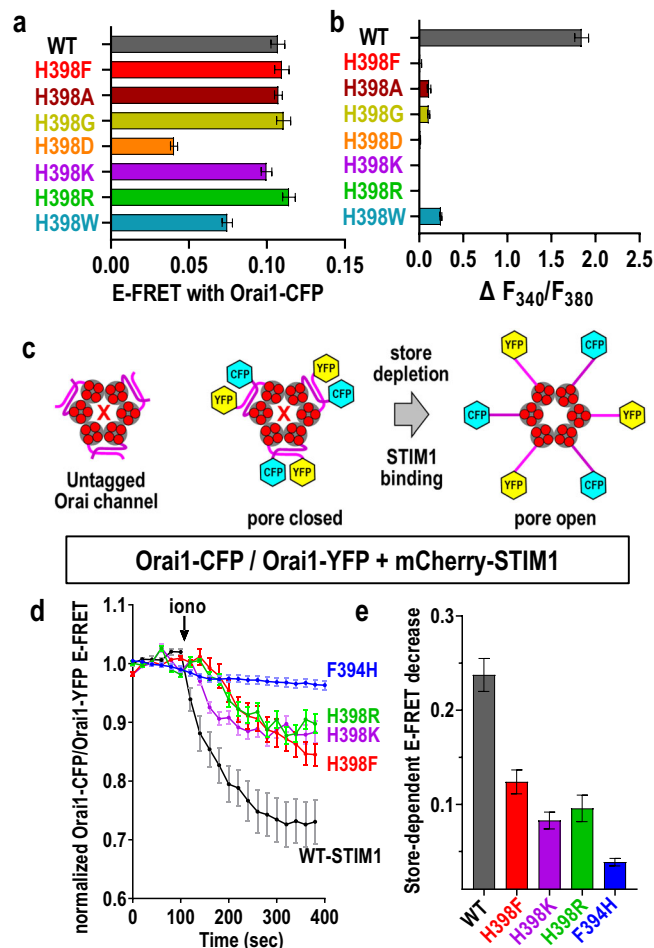 a
WT
H398F
H398A
H398G
H398D
H398K
H398R
H398W
0.00 0.05 0.10 0.15
E-FRET with Orai1-CFP
b
WT
H398F
H398A
H398G
H398D
H398K
H398R
H398W
0.0 0.5 1.0 1.5 2.0 2.5
Δ F340/F380
c
X
Untagged
Orai channel
CFP YFP
YFP X CFP
CFP YFP
pore closed
store
depletion
STIM1
binding
YFP CFP
CFP YFP
YFP CFP
pore open
Orai1-CFP / Orai1-YFP + mCherry-STIM1
d
normalized Orai1-CFP/Orai1-YFP E-FRET
1.1
1.0
0.9
0.8
0.7
0.6
iono
F394H
H398R
H398K
H398F
WT-STIM1
0 100 200 300 400
Time (sec)
e
Store-dependent E-FRET decrease
0.3
0.2
0.1
WT
H398F
H398K
H398R
F394H